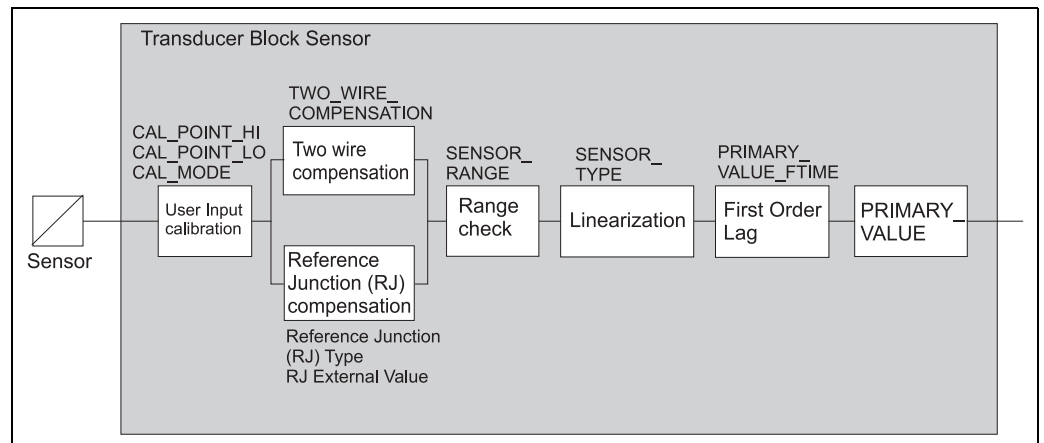 Transducer Block Sensor
TWO_WIRE_
COMPENSATION
CAL_POINT_HI
CAL_POINT_LO
CAL_MODE
Two wire
compensation
SENSOR_
RANGE
SENSOR_
TYPE
PRIMARY_
VALUE_FTIME
User Input
calibration
Range
check
Linearization
First Order
Lag
PRIMARY_
VALUE
Sensor
Reference
Junction (RJ)
compensation
Reference Junction
(RJ) Type
RJ External Value